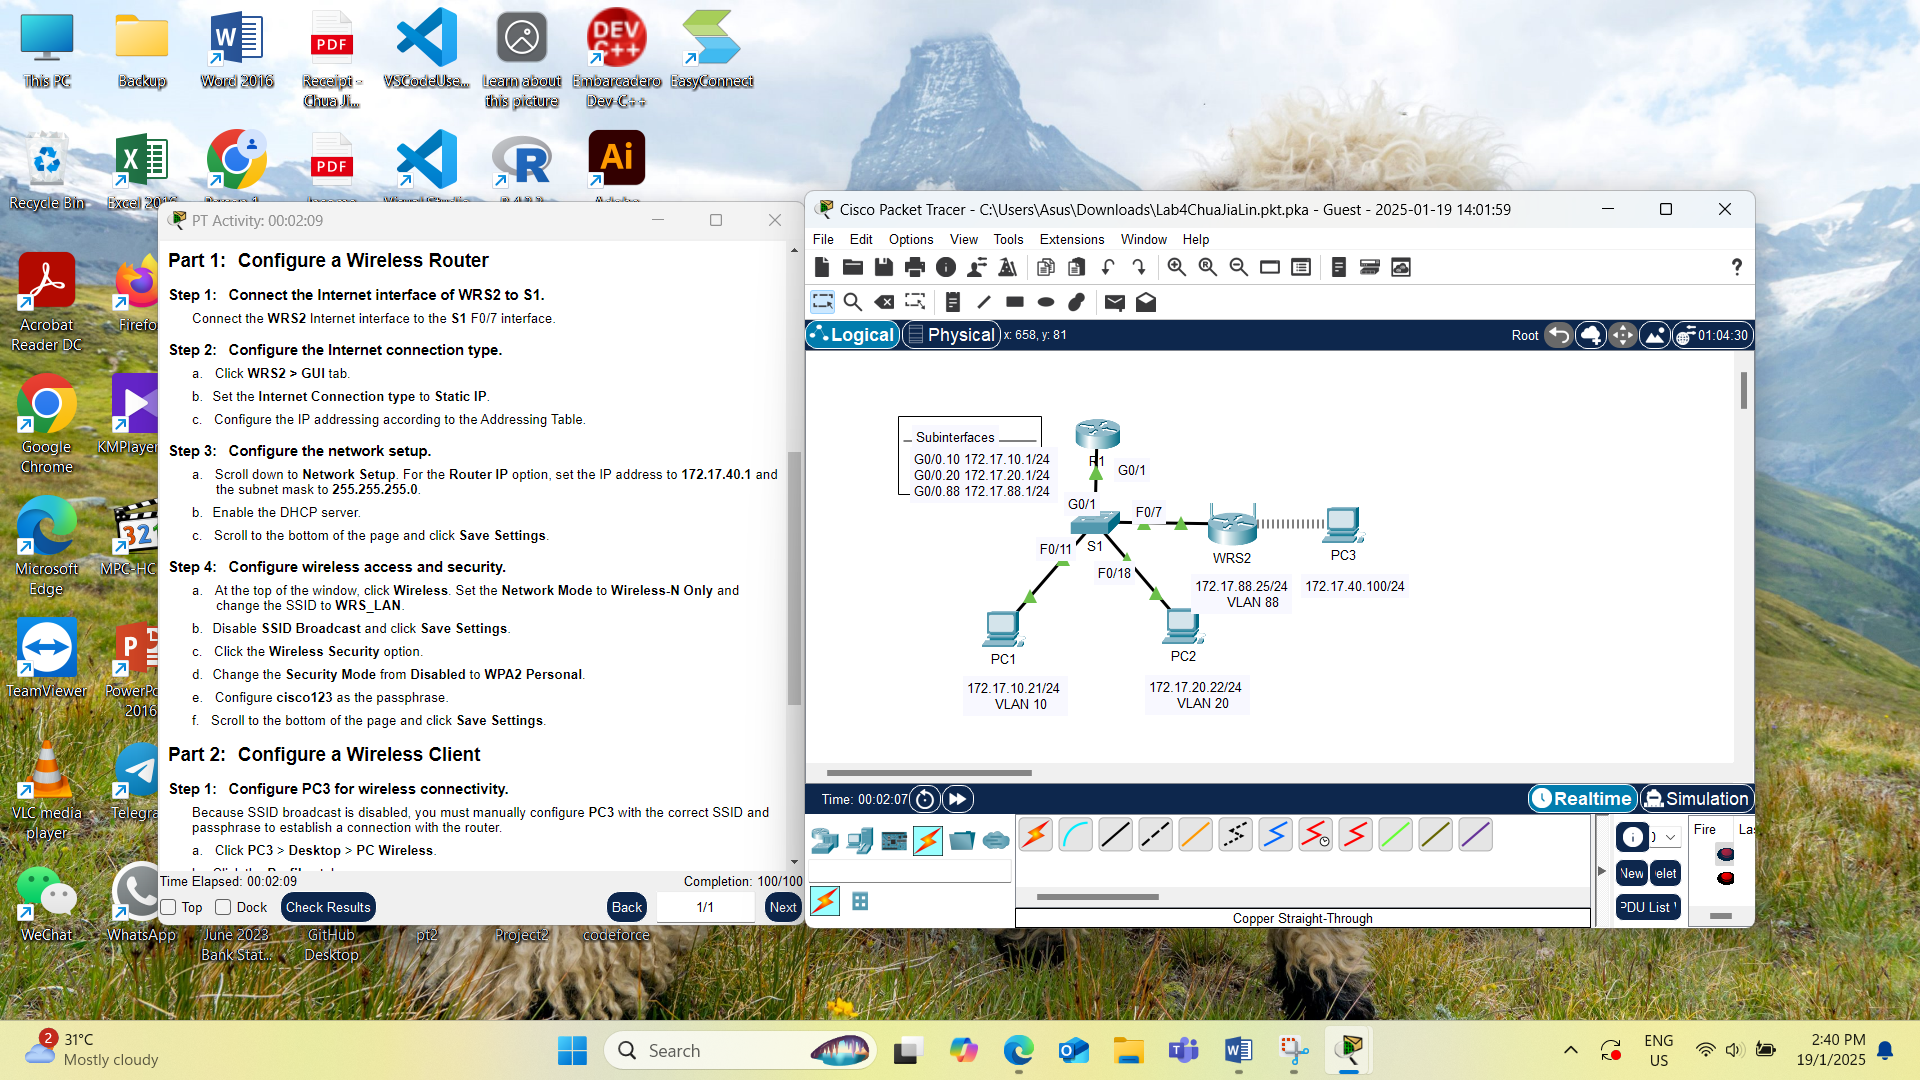 This PC
Backup
Word 2016
Receipt -
Chua Ji...
VSCodeUse...
Learn about
this picture
Embarcadero
Dev-C++
EasyConnect
Recycle Bin
PT Activity: 00:02:09
Part 1: Configure a Wireless Router
Step 1: Connect the Internet interface of WRS2 to S1.
Connect the WRS2 Internet interface to the S1 F0/7 interface.
Step 2: Configure the Internet connection type.
a. Click WRS2 > GUI tab.
b. Set the Internet Connection type to Static IP.
c. Configure the IP addressing according to the Addressing Table.
Step 3: Configure the network setup.
a. Scroll down to Network Setup. For the Router IP option, set the IP address to 172.17.40.1 and
the subnet mask to 255.255.255.0.
b. Enable the DHCP server.
c. Scroll to the bottom of the page and click Save Settings.
Step 4: Configure wireless access and security.
a. At the top of the window, click Wireless. Set the Network Mode to Wireless-N Only and
change the SSID to WRS_LAN.
b. Disable SSID Broadcast and click Save Settings.
c. Click the Wireless Security option.
d. Change the Security Mode from Disabled to WPA2 Personal.
e. Configure cisco123 as the passphrase.
f. Scroll to the bottom of the page and click Save Settings.
Part 2: Configure a Wireless Client
Step 1: Configure PC3 for wireless connectivity.
Because SSID broadcast is disabled, you must manually configure PC3 with the correct SSID and
passphrase to establish a connection with the router.
a. Click PC3 > Desktop > PC Wireless.
Time Elapsed: 00:02:09
Completion: 100/100
Top
Dock
Check Results
Back
1/1
Next
Cisco Packet Tracer - C:\Users\Asus\Downloads\Lab4ChuaJiaLin.pkt.pka - Guest - 2025-01-19 14:01:59
File Edit Options View Tools Extensions Window Help
?
Logical
Physical
x: 658, y: 81
Root
01:04:30
Subinterfaces
G0/0.10 172.17.10.1/24
G0/0.20 172.17.20.1/24
G0/0.88 172.17.88.1/24
R1
G0/1
G0/1
F0/7
S1
F0/11
F0/18
WRS2
172.17.88.25/24
VLAN 88
PC3
172.17.40.100/24
PC1
172.17.10.21/24
VLAN 10
PC2
172.17.20.22/24
VLAN 20
Time: 00:02:07
Realtime
Simulation
Copper Straight-Through
New
elet
PDU List
Fire
La
Acrobat
Reader DC
Firefo
Google
Chrome
KMPlayer
Microsoft
Edge
321
MPC-HC
TeamViewer
PowerPo
2016
VLC media
player
Telegra
WeChat
WhatsApp
June 2023
Bank Stat...
GitHub
Desktop
pt2
Project2
codeforce
PDF
PDF
DEV
C++
R
Ai
2
31°C
Mostly cloudy
Search
ENG
US
2:40 PM
19/1/2025